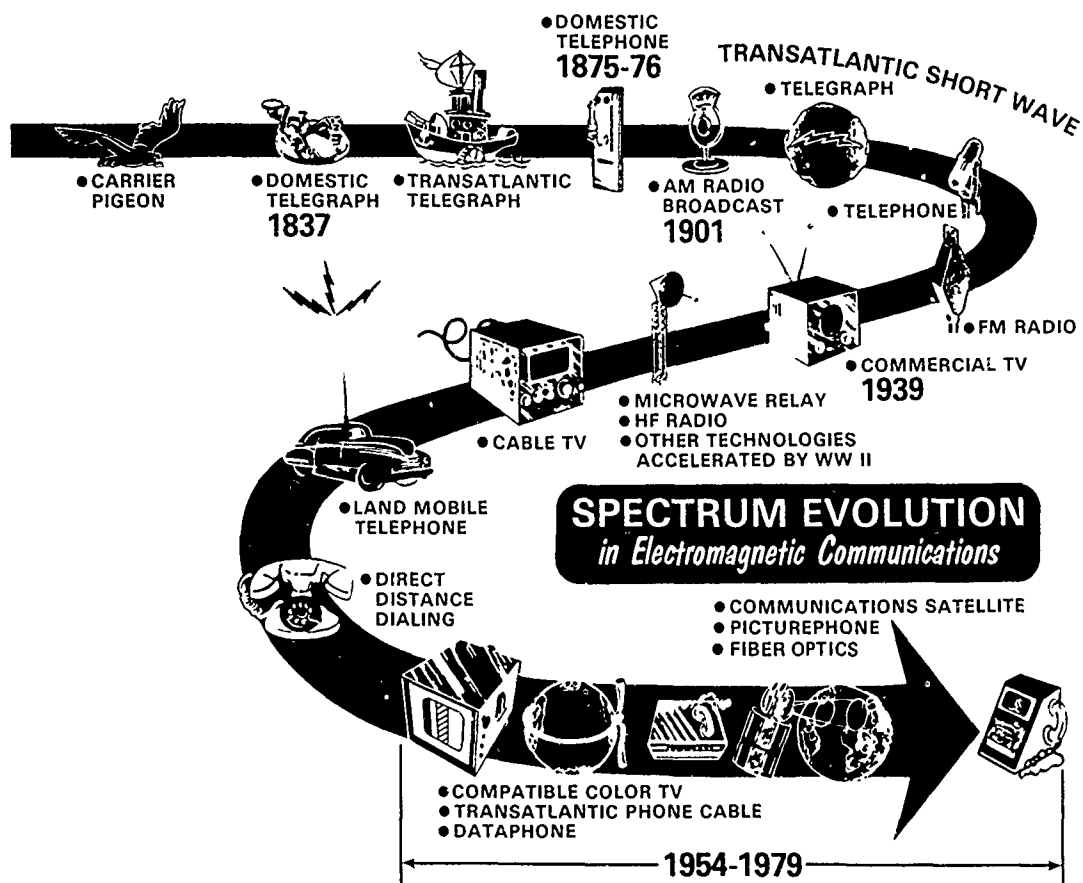 • DOMESTIC
TELEPHONE
1875-76
TRANSATLANTIC SHORT WAVE
• TELEGRAPH
• CARRIER
PIGEON
• DOMESTIC
TELEGRAPH
1837
• TRANSATLANTIC
TELEGRAPH
• AM RADIO
BROADCAST
1901
• TELEPHONE
• FM RADIO
• COMMERCIAL TV
1939
• MICROWAVE RELAY
• HF RADIO
• OTHER TECHNOLOGIES
ACCELERATED BY WW II
• CABLE TV
• LAND MOBILE
TELEPHONE
SPECTRUM EVOLUTION
in Electromagnetic Communications
• DIRECT
DISTANCE
DIALING
• COMMUNICATIONS SATELLITE
• PICTUREPHONE
• FIBER OPTICS
• COMPATIBLE COLOR TV
• TRANSATLANTIC PHONE CABLE
• DATAPHONE
1954-1979